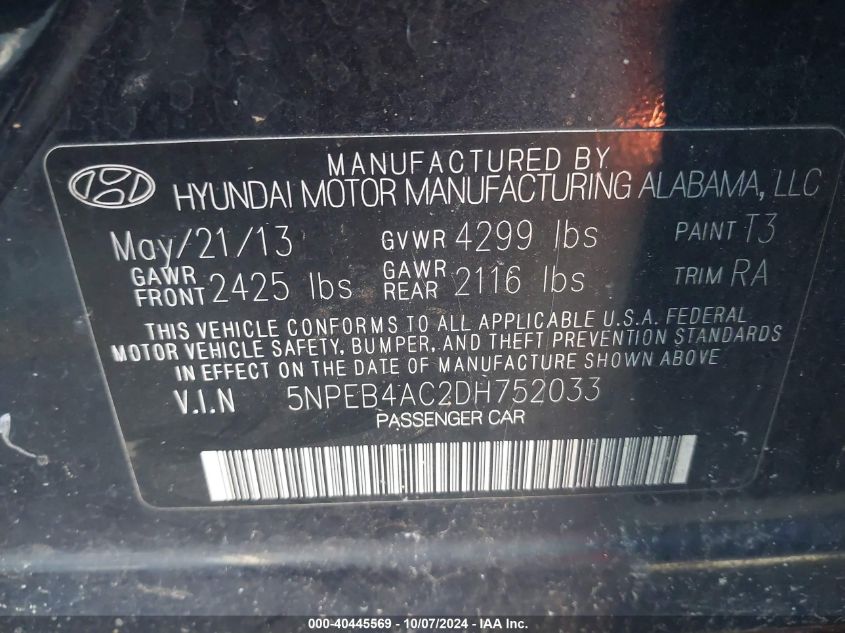 MANUFACTURED BY
HYUNDAI MOTOR MANUFACTURING ALABAMA, LLC
May/21/13 GVWR 4299 lbs PAINT T3
GAWR FRONT 2425 lbs GAWR REAR 2116 lbs TRIM RA
THIS VEHICLE CONFORMS TO ALL APPLICABLE U.S.A. FEDERAL
MOTOR VEHICLE SAFETY, BUMPER, AND THEFT PREVENTION STANDARDS
IN EFFECT ON THE DATE OF MANUFACTURE SHOWN ABOVE.
V.I.N 5NPEB4AC2DH752033
PASSENGER CAR
000-40445569 - 10/07/2024 - IAA Inc.